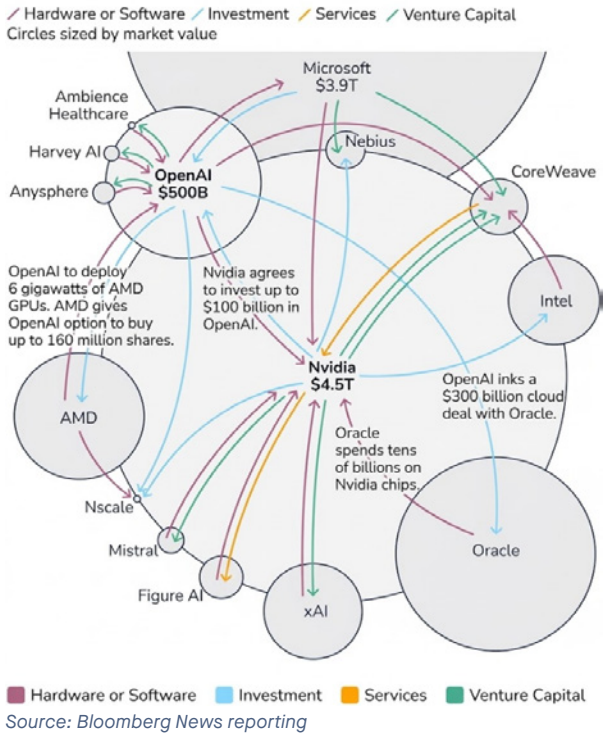 Hardware or Software / Investment / Services / Venture Capital
Circles sized by market value
Microsoft
$3.9T
Ambience
Healthcare
Nebius
Harvey AI
OpenAI
$500B
CoreWeave
Anysphere
OpenAI to deploy
6 gigawatts of AMD
GPUs. AMD gives
OpenAI option to buy
up to 160 million shares.
Nvidia agrees
to invest up to
$100 billion in
OpenAI.
Intel
Nvidia
$4.5T
OpenAI inks a
$300 billion cloud
deal with Oracle.
AMD
Oracle
spends tens
of billions on
Nvidia chips.
Nscale
Mistral
Oracle
Figure AI
xAI
Hardware or Software Investment Services Venture Capital
Source: Bloomberg News reporting